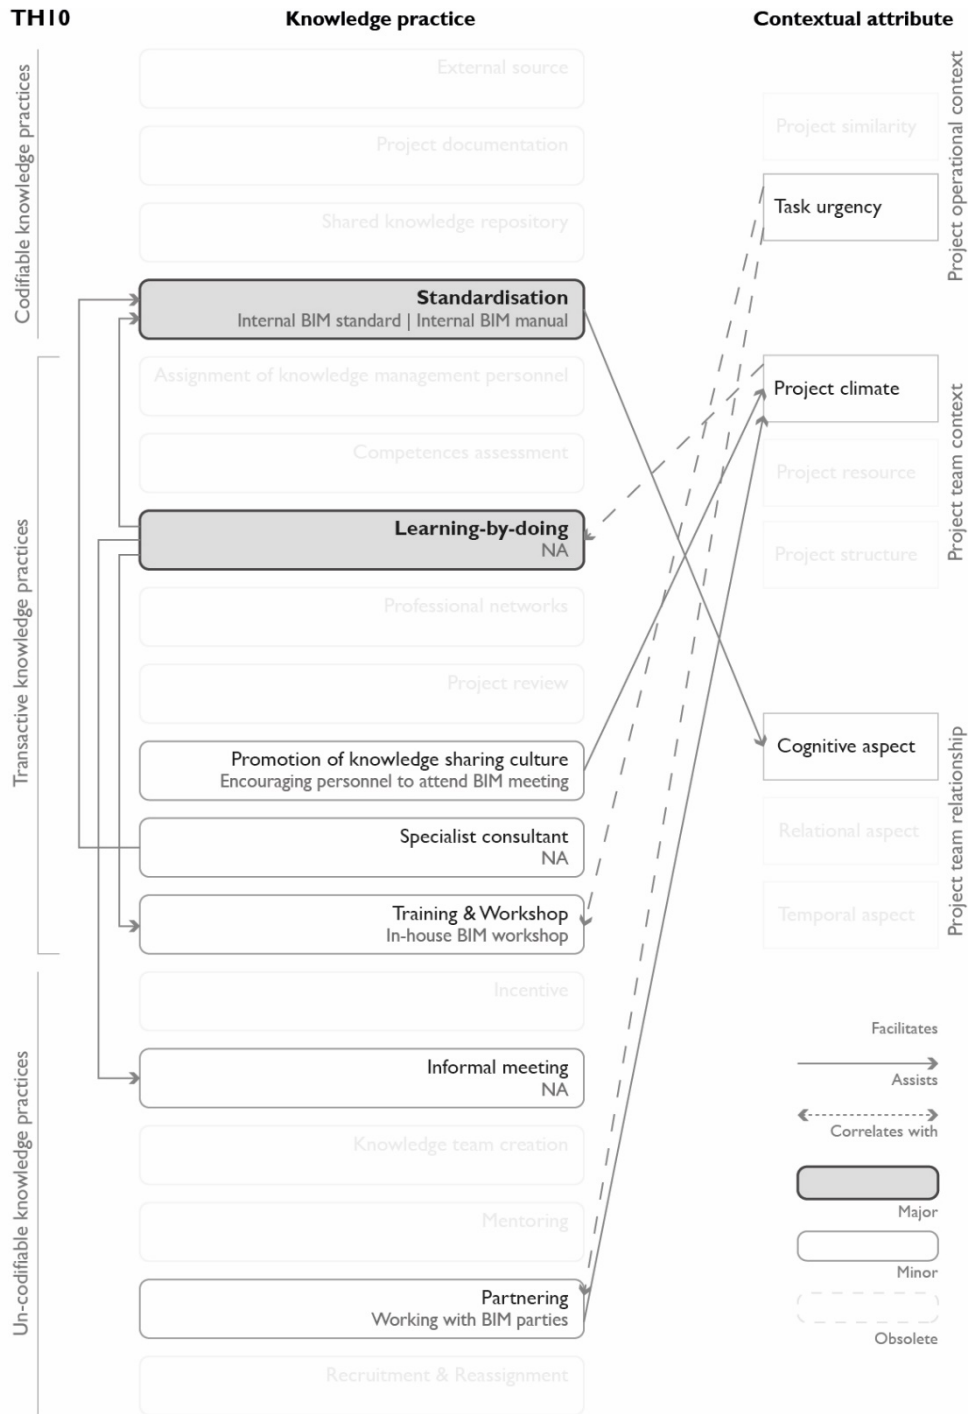 TH10
Knowledge practice
Contextual attribute
Codifiable knowledge practices
External source
Project documentation
Shared knowledge repository
Standardisation
Internal BIM standard | Internal BIM manual
Transactive knowledge practices
Assignment of knowledge management personnel
Competences assessment
Learning-by-doing
NA
Professional networks
Project review
Promotion of knowledge sharing culture
Encouraging personnel to attend BIM meeting
Specialist consultant
NA
Training & Workshop
In-house BIM workshop
Un-codifiable knowledge practices
Incentive
Informal meeting
NA
Knowledge team creation
Mentoring
Partnering
Working with BIM parties
Recruitment & Reassignment
Project operational context
Project similarity
Task urgency
Project team context
Project climate
Project resource
Project structure
Project team relationship
Cognitive aspect
Relational aspect
Temporal aspect
Facilitates
Assists
Correlates with
Major
Minor
Obsolete